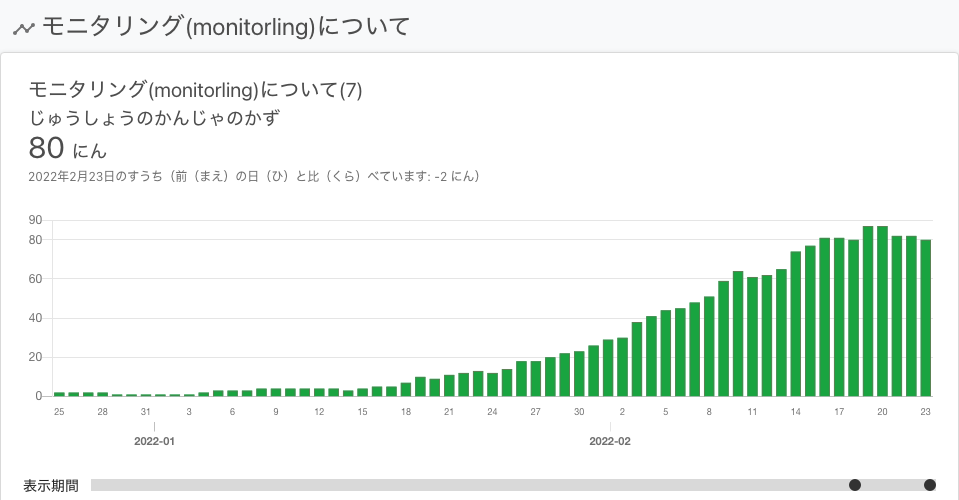 モニタリング(monitorling)について
モニタリング(monitorling)について(7)
じゅうしょうのかんじゃのかず
80 にん
2022年2月23日のすうち（前（まえ）の日（ひ）と比（くら）べています: -2 にん）
90
80
60
40
20
0
25 28 31 3 6 9 12 15 18 21 24 27 30 2 5 8 11 14 17 20 23
2022-01 2022-02
表示期間